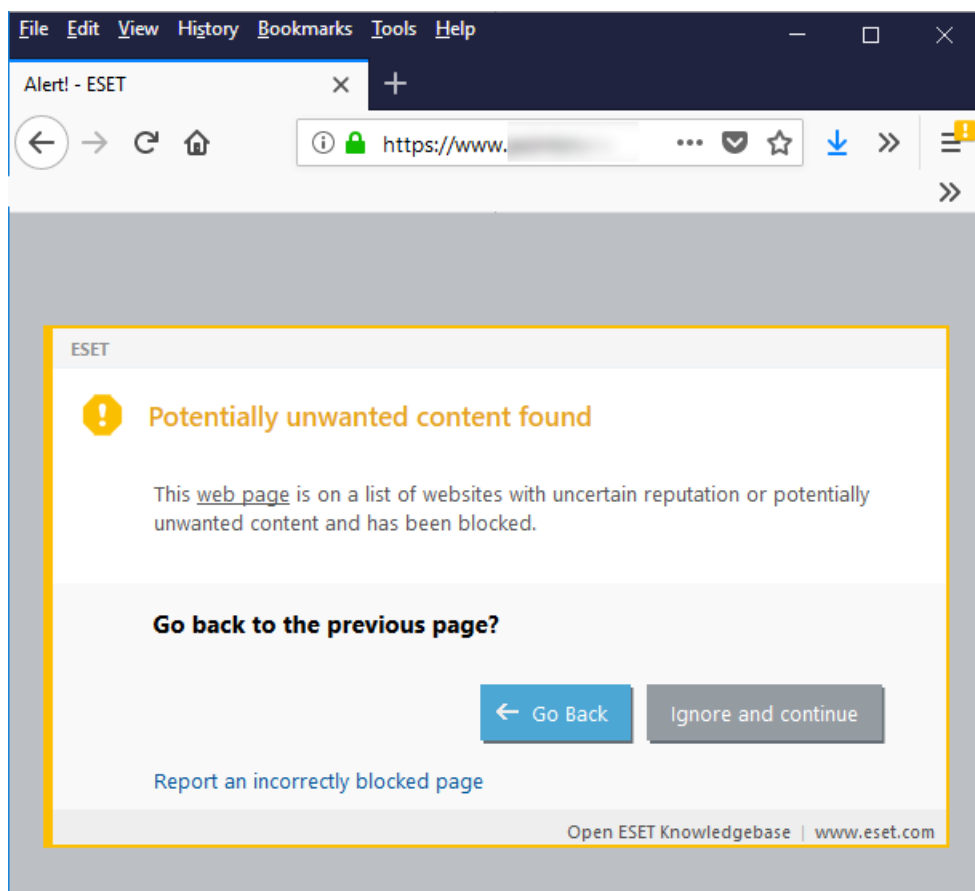 File Edit View History Bookmarks Tools Help
Alert! - ESET
https://www.
ESET
Potentially unwanted content found
This web page is on a list of websites with uncertain reputation or potentially
unwanted content and has been blocked.
Go back to the previous page?
Go Back Ignore and continue
Report an incorrectly blocked page
Open ESET Knowledgebase | www.eset.com